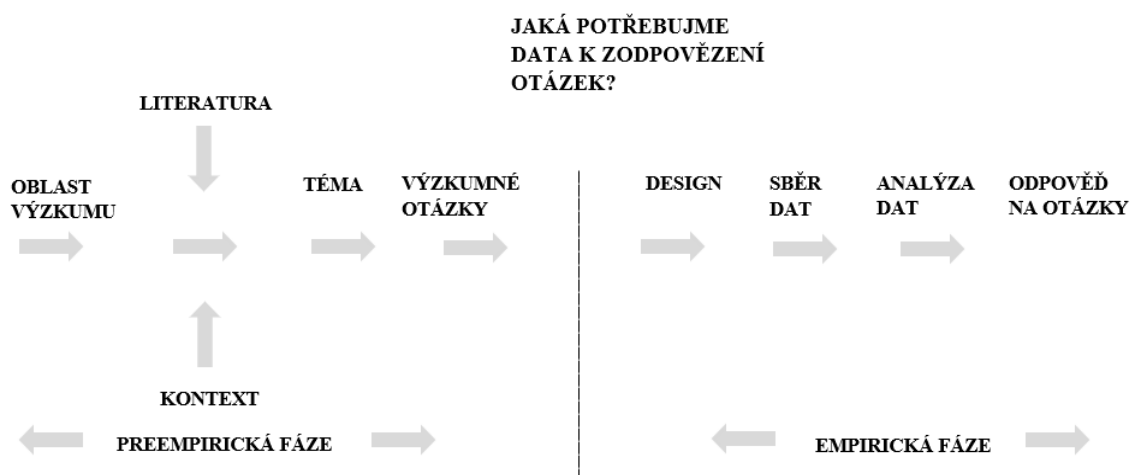 JAKÁ POTŘEBUJME
DATA K ZODPOVĚZENÍ
OTÁZEK?
LITERATURA
OBLAST
VÝZKUMU
TÉMA
VÝZKUMNÉ
OTÁZKY
DESIGN
SBĚR
DAT
ANALÝZA
DAT
ODPOVĚĎ
NA OTÁZKY
KONTEXT
PREEMPIRICKÁ FÁZE
EMPIRICKÁ FÁZE